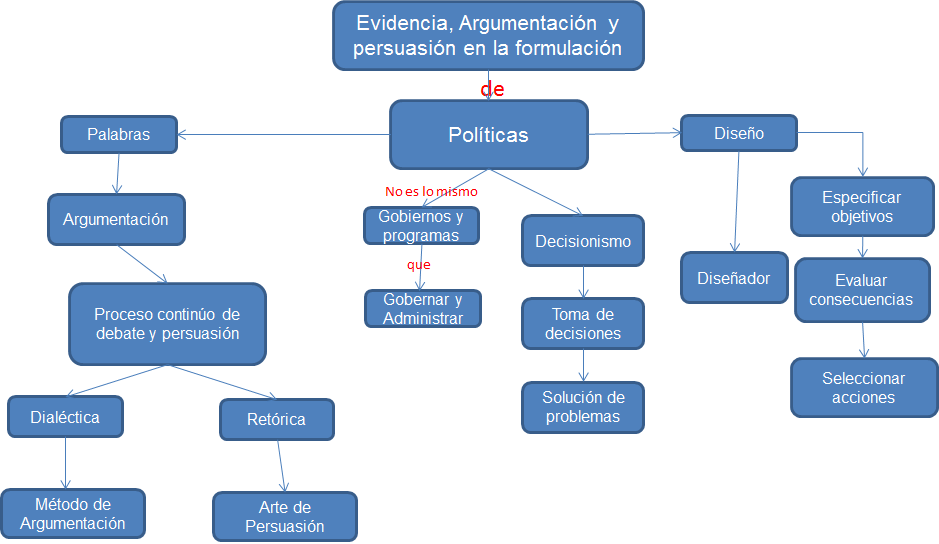 Evidencia, Argumentación y
persuasión en la formulación
de
Políticas
Palabras
Diseño
Argumentación
No es lo mismo
Gobiernos y
programas
que
Gobernar y
Administrar
Decisionismo
Toma de
decisiones
Solución de
problemas
Especificar
objetivos
Diseñador
Evaluar
consecuencias
Seleccionar
acciones
Proceso continúo de
debate y persuasión
Dialéctica
Retórica
Método de
Argumentación
Arte de
Persuasión